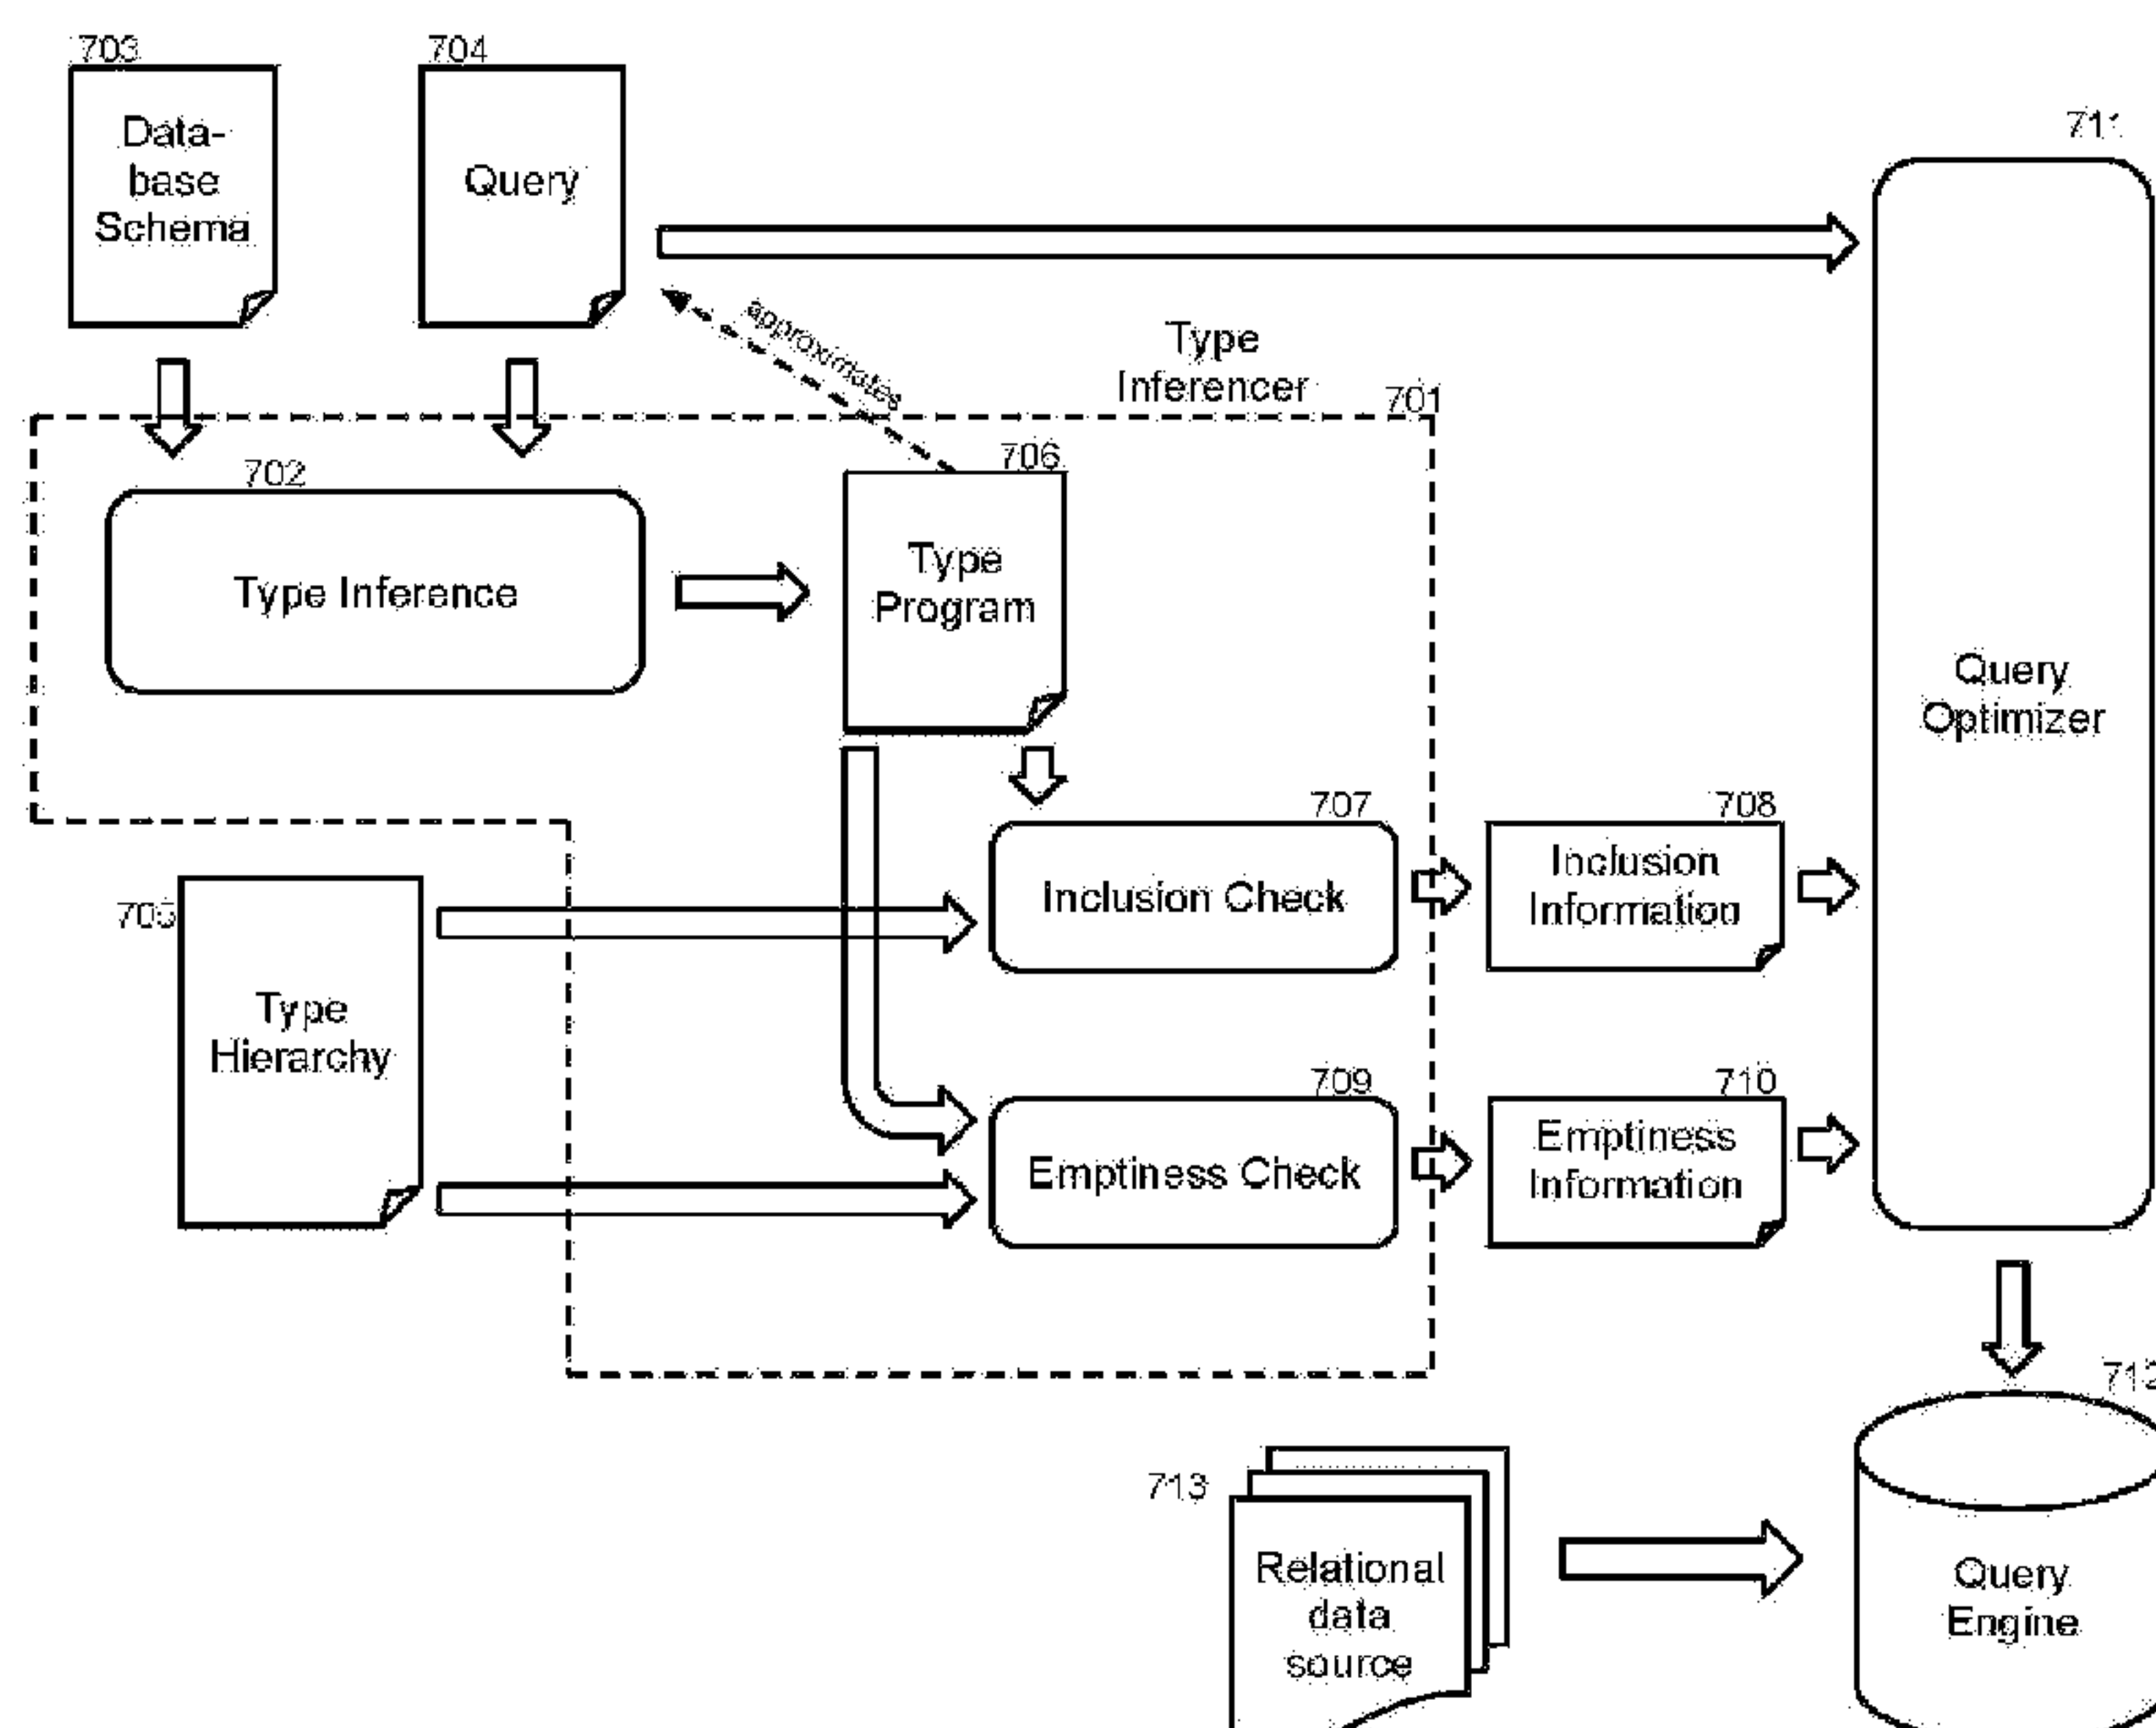 703
704
Data-
base
Schema
Query
711
approximates
Type
Inferencer
701
702
706
Type Inference
Type
Program
Query
Optimizer
707
708
Inclusion Check
Inclusion
Information
705
Type
Hierarchy
709
710
Emptiness Check
Emptiness
Information
712
713
Relational
data
source
Query
Engine